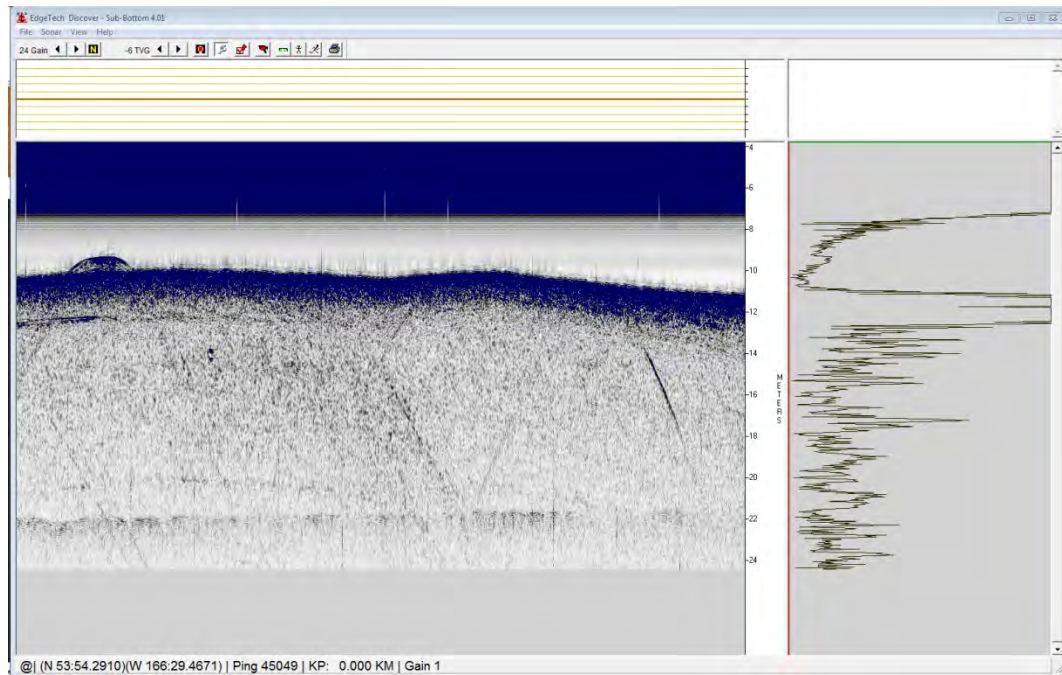 EdgeTech Discover - Sub-Bottom 4.01
File Sonar View Help
24 Gain N -6 TVG
4
6
8
10
12
14
16
18
20
22
24
METERS
@| (N 53:54.2910)(W 166:29.4671) | Ping 45049 | KP: 0.000 KM | Gain 1